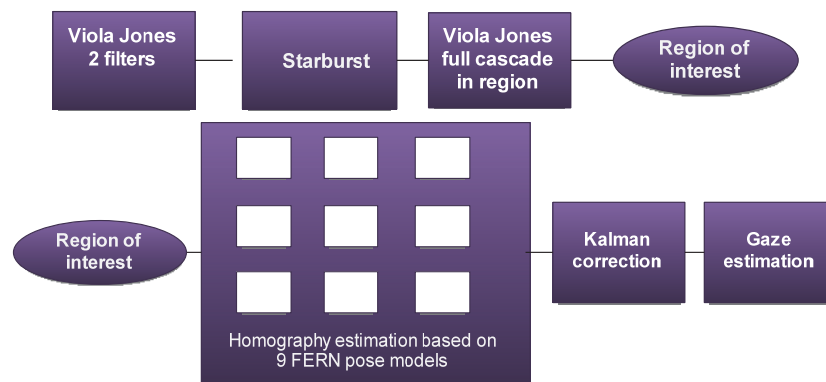 Viola Jones
2 filters
Starburst
Viola Jones
full cascade
in region
Region of
interest
Region of
interest
Homography estimation based on
9 FERN pose models
Kalman
correction
Gaze
estimation